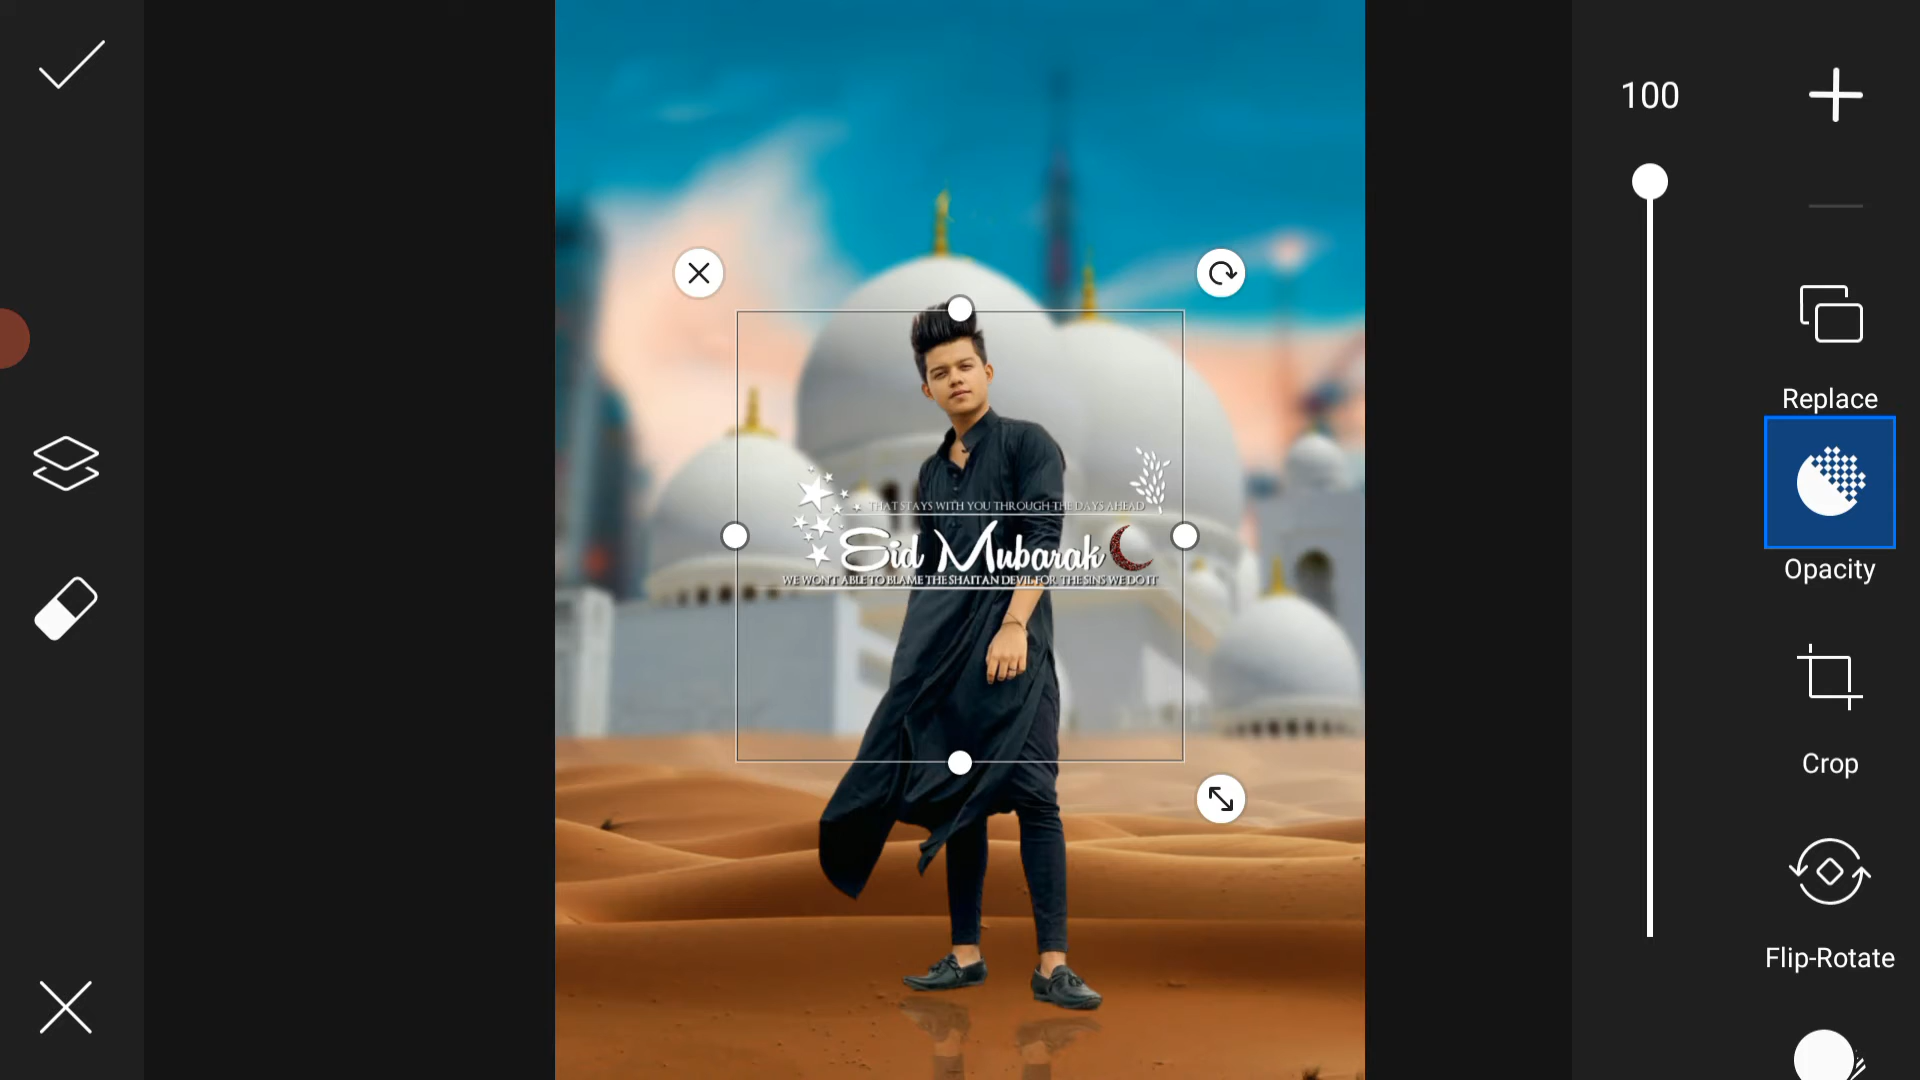 100
Replace
THAT STAYS WITH YOU THROUGH THE DAYS AHEAD
Eid Mubarak
WE WON'T ABLE TO BLAME THE SHAITAN DEVIL FOR THE SINS WE DO IT
Opacity
Crop
Flip-Rotate